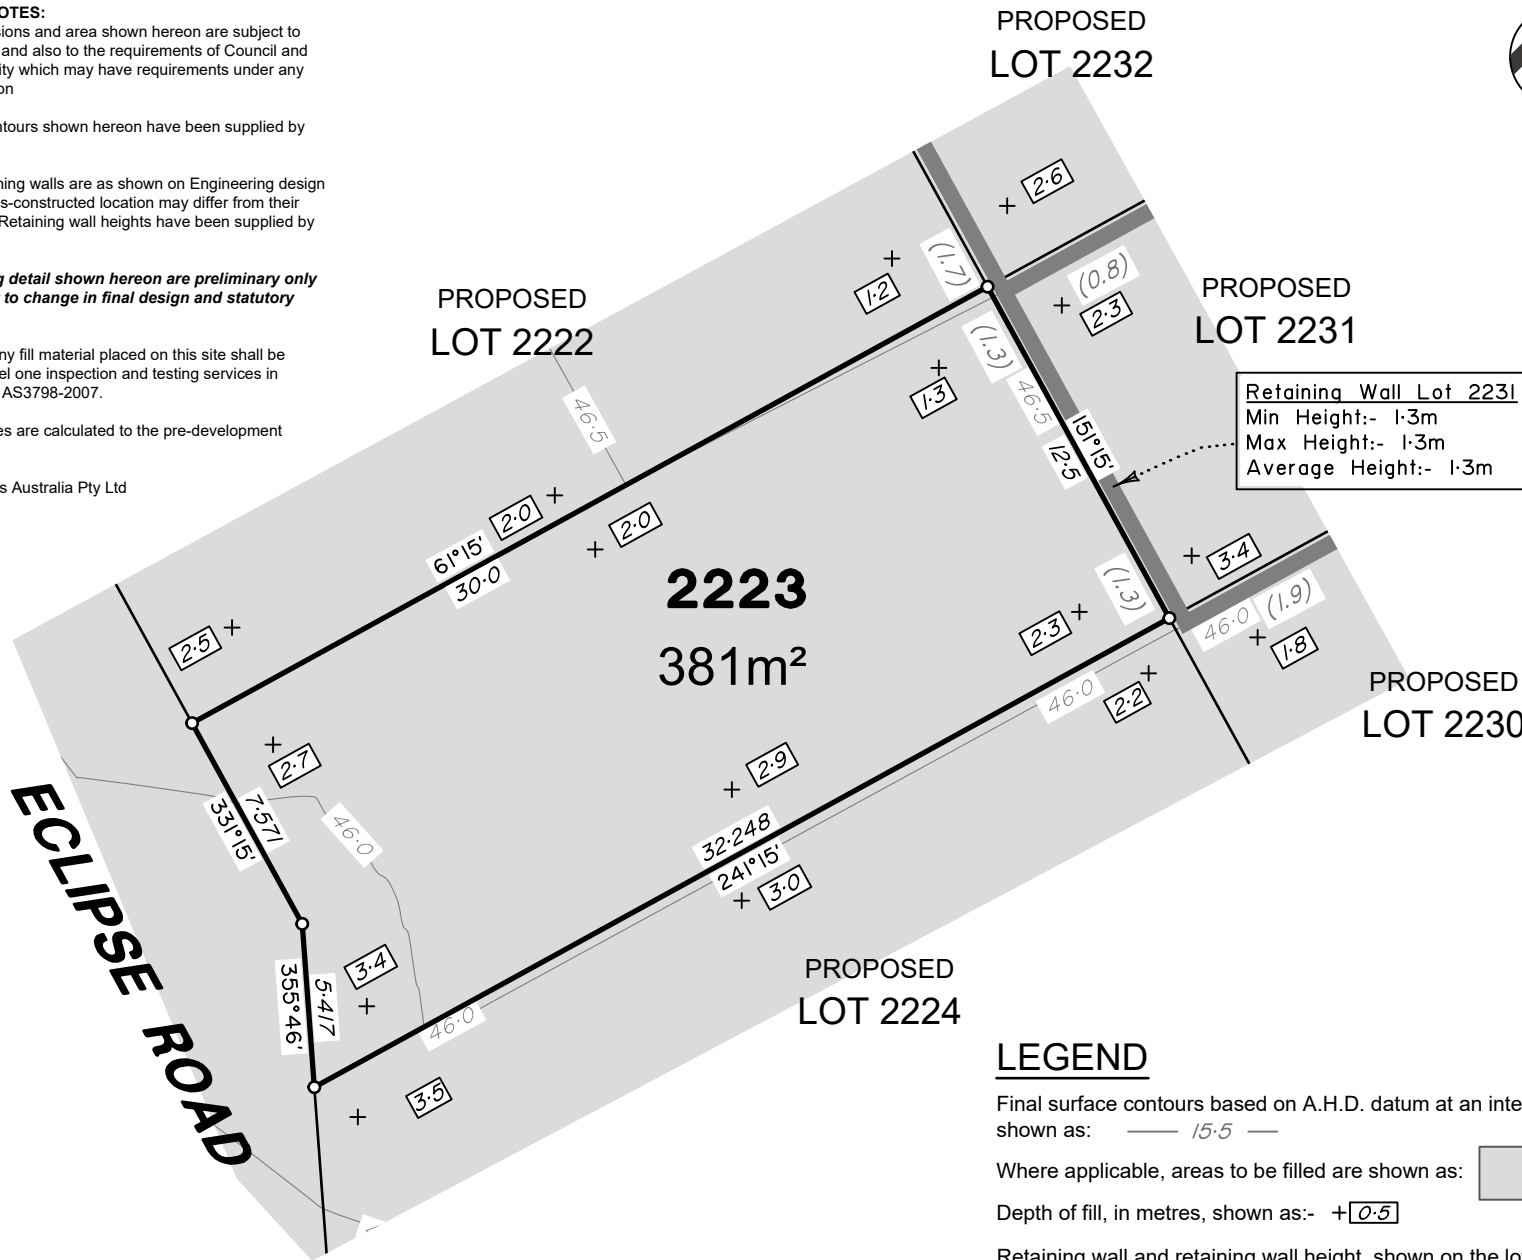 OTES:
sions and area shown hereon are subject to
and also to the requirements of Council and
ity which may have requirements under any
on
ntours shown hereon have been supplied by
ning walls are as shown on Engineering design
s-constructed location may differ from their
Retaining wall heights have been supplied by
g detail shown hereon are preliminary only
to change in final design and statutory
ny fill material placed on this site shall be
el one inspection and testing services in
AS3798-2007.
es are calculated to the pre-development
s Australia Pty Ltd
PROPOSED
LOT 2232
2·6
(1.7)
1·2
(0.8)
2·3
PROPOSED
LOT 2231
PROPOSED
LOT 2222
(1.3)
46·5
1·3
46·5
151°15'
12·5
Retaining Wall Lot 2231
Min Height:- 1·3m
Max Height:- 1·3m
Average Height:- 1·3m
2·0
2·0
61°15'
30·0
3·4
(1.3)
(1.9)
46·0
1·8
2223
381m²
2·3
2·5
2·2
46·0
PROPOSED
LOT 2230
2·7
2·9
7·571
331°15'
46·0
32·248
241°15'
3·0
ECLIPSE ROAD
3·4
5·417
355°46'
46·0
3·5
PROPOSED
LOT 2224
LEGEND
Final surface contours based on A.H.D. datum at an inte
shown as: 15·5
Where applicable, areas to be filled are shown as:
Depth of fill, in metres, shown as:- +0·5
Retaining wall and retaining wall height, shown on the lo